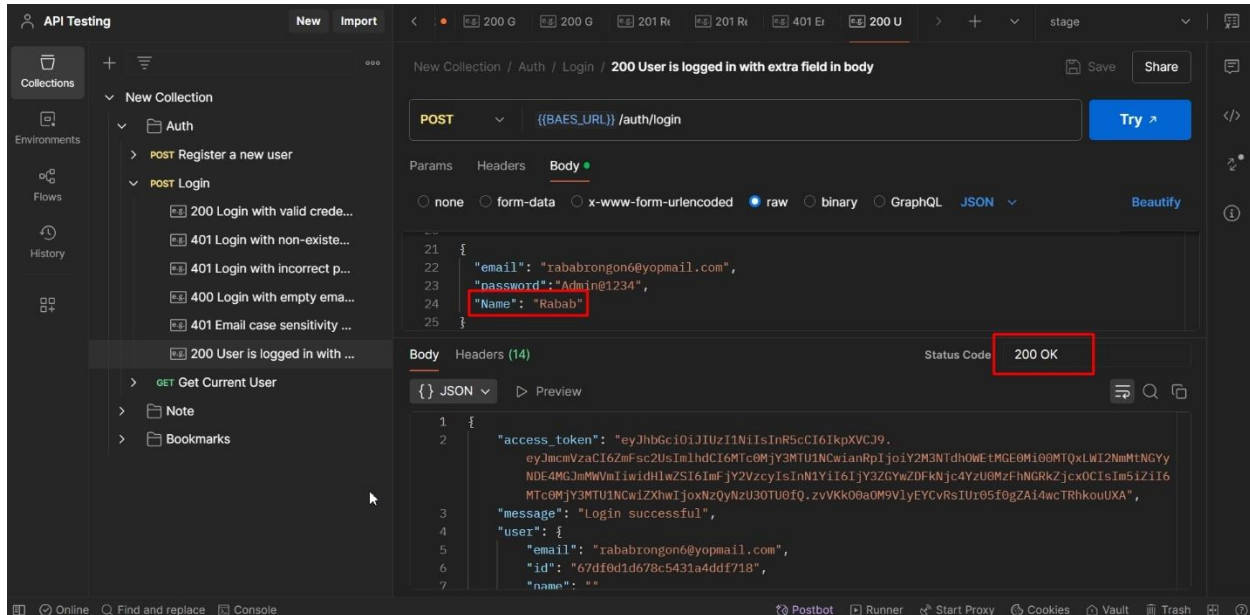 API Testing
New Import
200 G 200 G 201 Re 201 Re 401 Er 200 U stage
Collections
Environments
Flows
History
New Collection
Auth
POST Register a new user
POST Login
200 Login with valid crede...
401 Login with non-existe...
401 Login with incorrect p...
400 Login with empty ema...
401 Email case sensitivity ...
200 User is logged in with ...
GET Get Current User
Note
Bookmarks
New Collection / Auth / Login / 200 User is logged in with extra field in body
Save Share
POST {{BAES_URL}} /auth/login
Try
Params Headers Body
none form-data x-www-form-urlencoded raw binary GraphQL JSON Beautify
21 {
22 "email": "rababrongon6@yopmail.com",
23 "password":"Admin@1234",
24 "Name": "Rabab"
25 }
Body Headers (14) Status Code 200 OK
{} JSON Preview
1 {
2 "access_token": "eyJhbGciOiJIUzI1NiIsInR5cCI6IkpXVCJ9.
3 "message": "Login successful",
4 "user": {
5 "email": "rababrongon6@yopmail.com",
6 "id": "67df0d1d678c5431a4ddf718",
7 "name": ""
Online Find and replace Console Postbot Runner Start Proxy Cookies Vault Trash